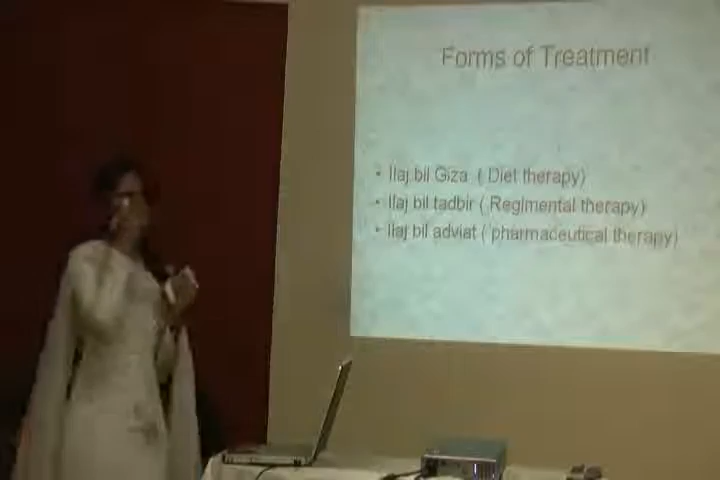 Forms of Treatment
• Ilaj bil Giza ( Diet therapy)
• Ilaj bil tadbir ( Regimental therapy)
• Ilaj bil adviat ( pharmaceutical therapy)